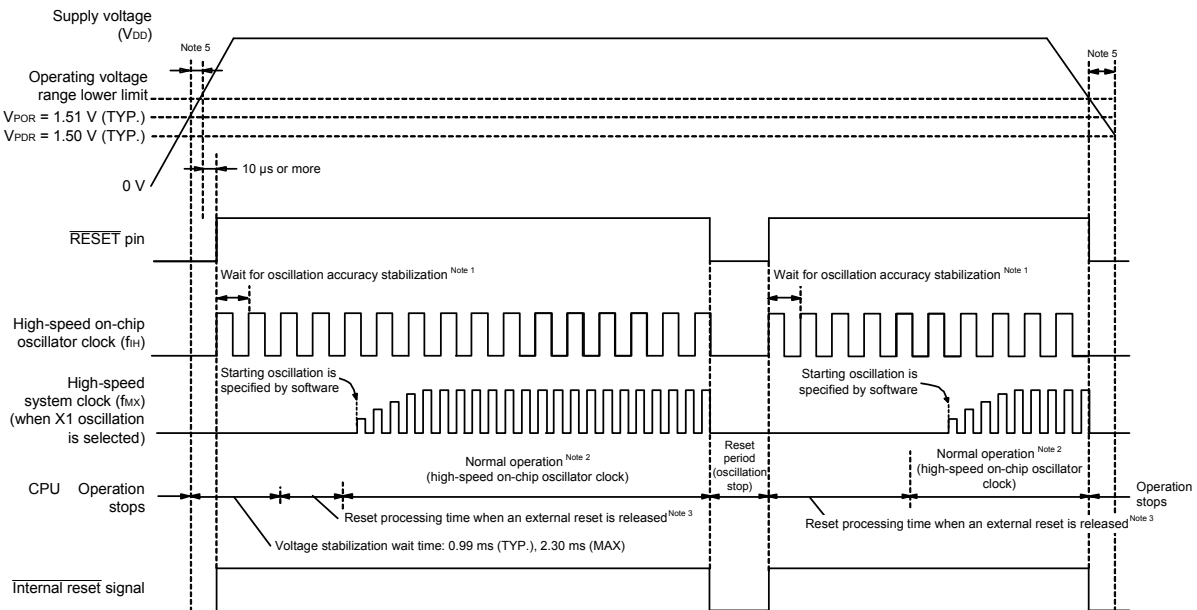 Supply voltage
(VDD)
Note 5
Note 5
Operating voltage
range lower limit
VPOR = 1.51 V (TYP.)
VPDR = 1.50 V (TYP.)
10 µs or more
0 V
RESET pin
Wait for oscillation accuracy stabilization Note 1
Wait for oscillation accuracy stabilization Note 1
High-speed on-chip
oscillator clock (fIH)
Starting oscillation is
specified by software
Starting oscillation is
specified by software
High-speed
system clock (fMX)
(when X1 oscillation
is selected)
Normal operation Note 2
(high-speed on-chip oscillator clock)
Reset
period
(oscillation
stop)
Normal operation Note 2
(high-speed on-chip oscillator
clock)
CPU
Operation
stops
Operation
stops
Reset processing time when an external reset is released Note 3
Reset processing time when an external reset is released Note 3
Voltage stabilization wait time: 0.99 ms (TYP.), 2.30 ms (MAX)
Internal reset signal